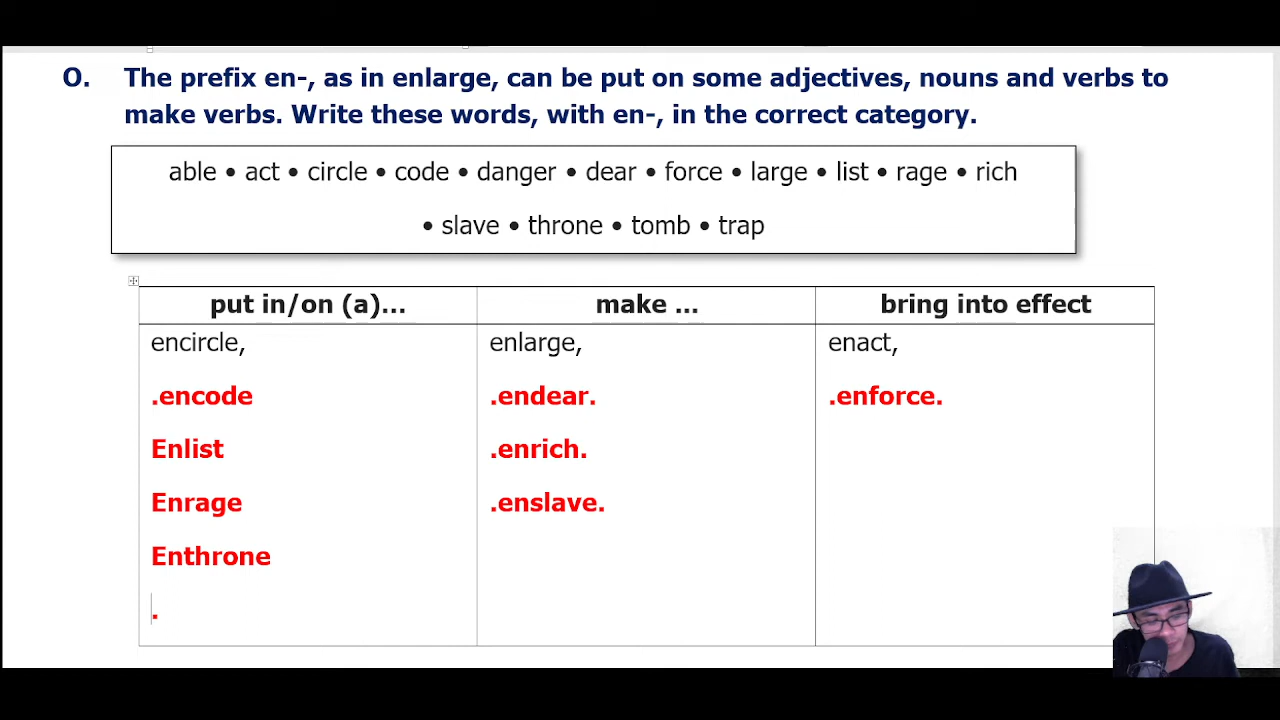 O. The prefix en-, as in enlarge, can be put on some adjectives, nouns and verbs to
make verbs. Write these words, with en-, in the correct category.
able • act • circle • code • danger • dear • force • large • list • rage • rich
• slave • throne • tomb • trap
put in/on (a)... make ... bring into effect
encircle, enlarge, enact,
.encode .endear. .enforce.
Enlist .enrich.
Enrage .enslave.
Enthrone
.